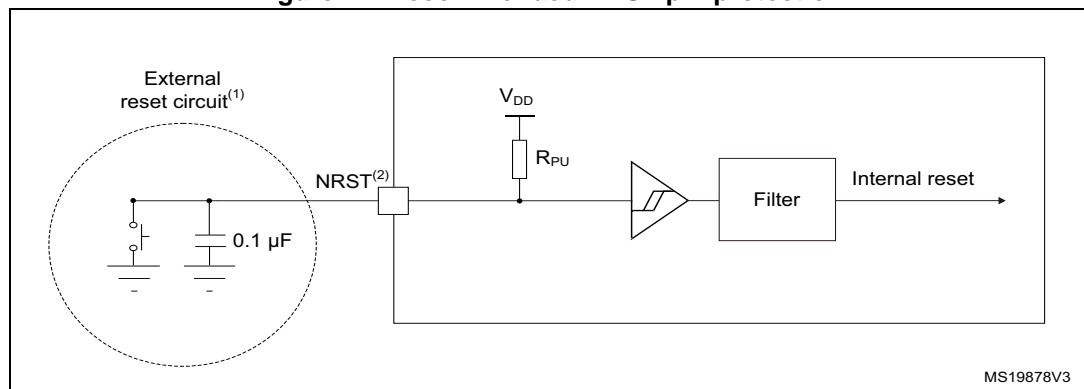 External
reset circuit(1)
VDD
RPU
NRST(2)
Filter
Internal reset
0.1 µF
MS19878V3